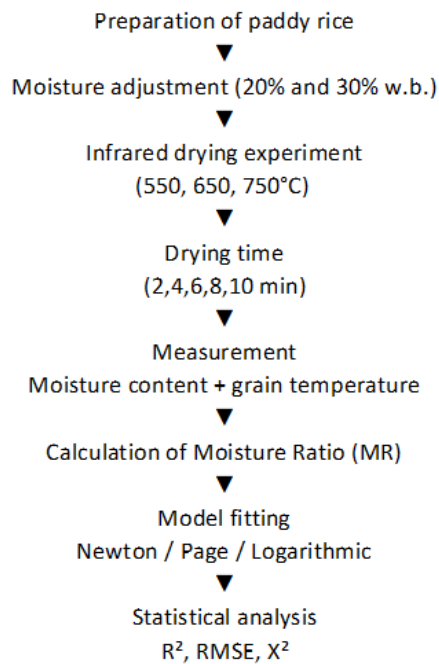 Preparation of paddy rice
▼
Moisture adjustment (20% and 30% w.b.)
▼
Infrared drying experiment
(550, 650, 750°C)
▼
Drying time
(2,4,6,8,10 min)
▼
Measurement
Moisture content + grain temperature
▼
Calculation of Moisture Ratio (MR)
▼
Model fitting
Newton / Page / Logarithmic
▼
Statistical analysis
R², RMSE, X²